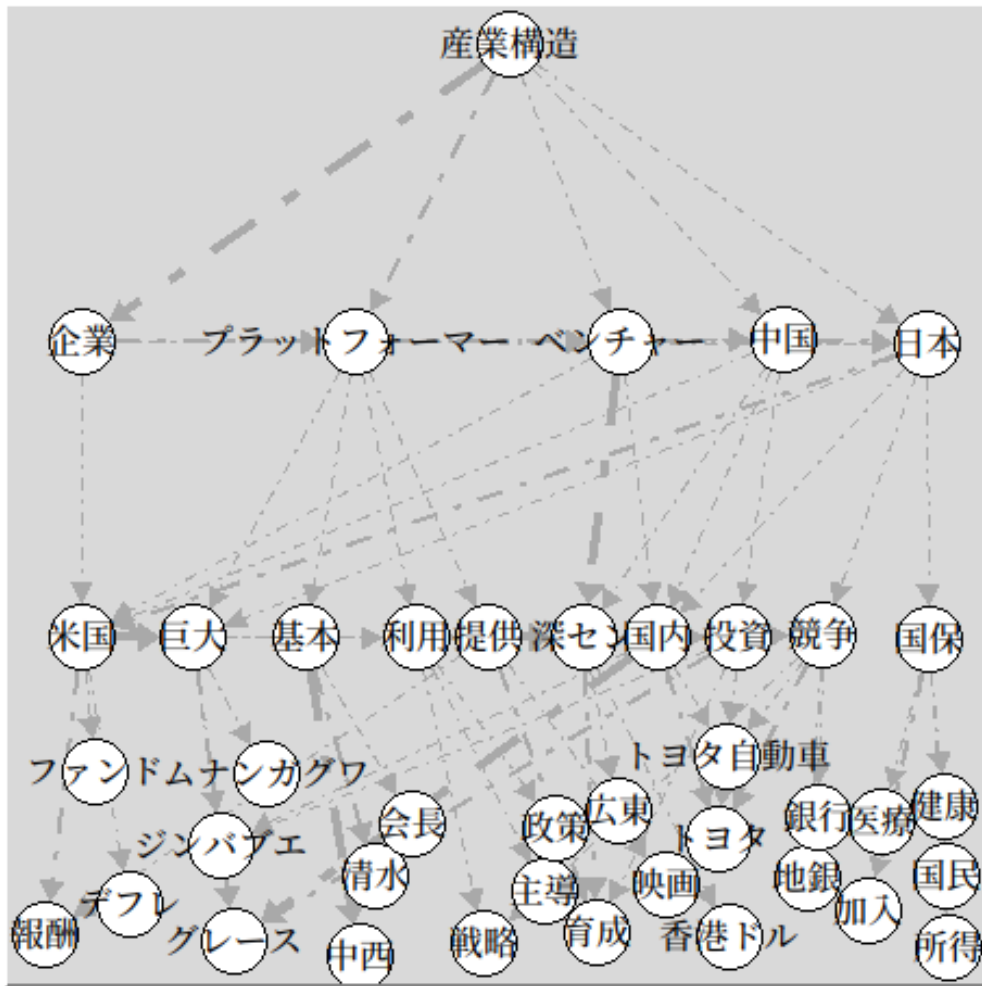 産業構造
企業
プラットフォーマー
ベンチャー
中国
日本
米国
巨大
基本
利用
提供
深セン
国内
投資
競争
国保
ファンド
ムナンガグワ
トヨタ自動車
会長
政策
広東
トヨタ
銀行
医療
健康
ジンバブエ
清水
主導
映画
地銀
国民
デフレ
加入
報酬
グレース
中西
戦略
育成
香港ドル
所得